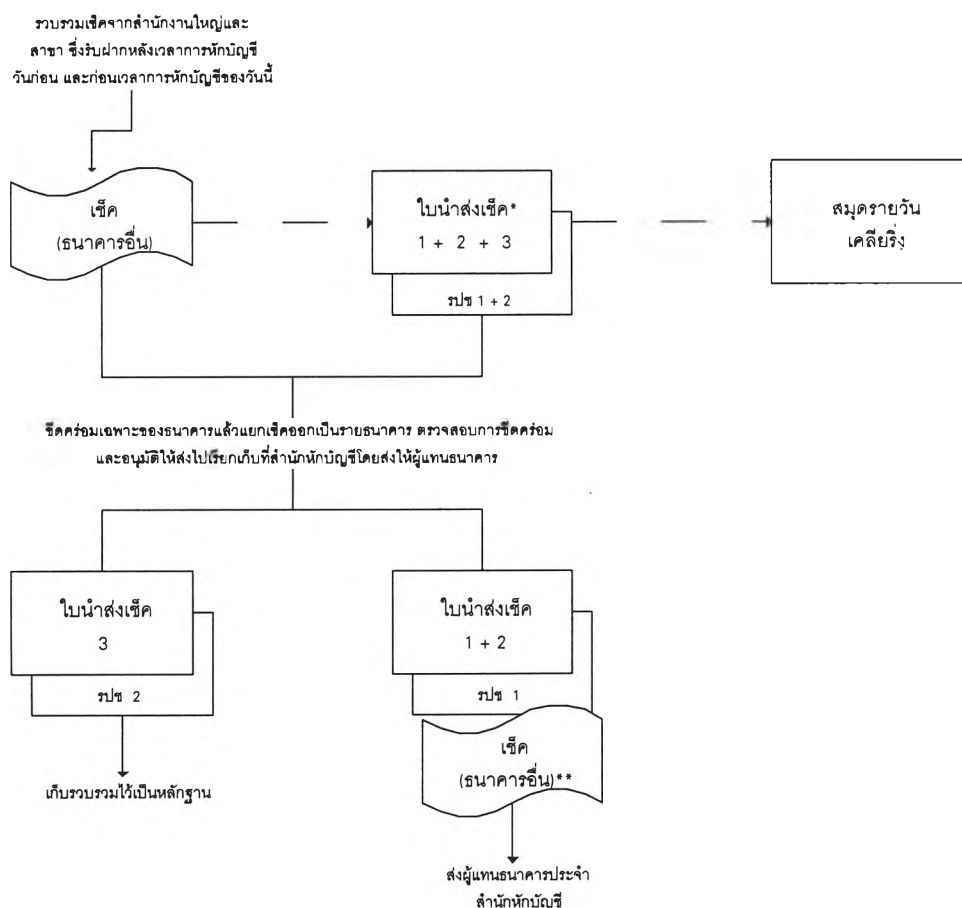 รวบรวมเช็คจากสำนักงานใหญ่และ
สาขา ซึ่งรับฝากหลังเวลาการหักบัญชี
วันก่อน และก่อนเวลาการหักบัญชีของวันนี้
เช็ค
(ธนาคารอื่น)
ใบนำส่งเช็ค*
1 + 2 + 3
รปช 1 + 2
สมุดรายวัน
เคลียริ่ง
ขีดคร่อมเฉพาะของธนาคารแล้วแยกเช็คออกเป็นรายธนาคาร ตรวจสอบการขีดคร่อม
และอนุมัติให้ส่งไปเรียกเก็บที่สำนักหักบัญชีโดยส่งให้ผู้แทนธนาคาร
ใบนำส่งเช็ค
3
รปช 2
เก็บรวบรวมไว้เป็นหลักฐาน
ใบนำส่งเช็ค
1 + 2
รปช 1
เช็ค
(ธนาคารอื่น)**
ส่งผู้แทนธนาคารประจำ
สำนักหักบัญชี